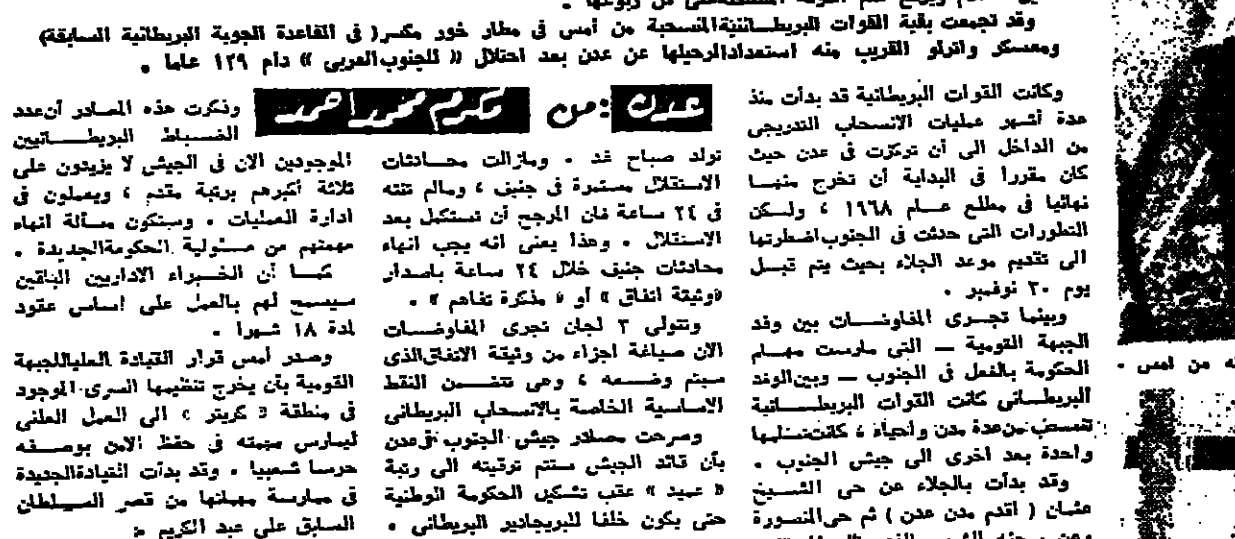 وقد تجمعت بقية القوات البريطانية المنسحبة من أمس فى مطار خور مكسر ( فى القاعدة الجوية البريطانية السابقة )
ومعسكر واترلو القريب منه استعدادا لرحيلها عن عدن بعد احتلال « للجنوب العربى » دام ١٢٩ عاما .
عدن : من مكرم محمد احمد
وكانت القوات البريطانية قد بدأت منذ
عدة أشهر عمليات الانسحاب التدريجى
من الداخل الى أن تركزت فى عدن حيث
كان مقررا فى البداية أن تخرج منها
نهائيا فى مطلع عام ١٩٦٨ ، ولكن
التطورات التى حدثت فى الجنوب اضطرتها
الى تقديم موعد الجلاء بحيث يتم قبل
يوم ٣٠ نوفمبر .
وبينما تجرى المفاوضات بين وفد
الجبهة القومية — التى مارست مهام
الحكومة بالفعل فى الجنوب — وبين الوفد
البريطانى كانت القوات البريطانية
تنسحب من عدة مدن وأحياء ، كانت تسلمها
واحدة بعد اخرى الى جيش الجنوب .
وقد بدأت بالجلاء عن حى الشيخ
عثمان ( اقدم مدن عدن ) ثم حى المنصورة
تولد صباح غد . ومازالت محادثات
الاستقلال مستمرة فى جنيف ، ومالم تنته
فى ٢٤ ساعة فان المرجح أن تستكمل بعد
الاستقلال . وهذا يعنى انه يجب انهاء
محادثات جنيف خلال ٢٤ ساعة باصدار
« وثيقة اتفاق » أو « مذكرة تفاهم » .
وتتولى ٣ لجان تجرى المفاوضات
الآن صياغة اجزاء من وثيقة الاتفاق الذى
سيتم وضعه ، وهى تتضمن النقط
الاساسية الخاصة بالانسحاب البريطانى
وصرحت مصادر جيش الجنوب فى عدن
بأن قائد الجيش ستتم ترقيته الى رتبة
« عميد » عقب تشكيل الحكومة الوطنية
حتى يكون خلفا للبريجادير البريطانى .
وذكرت هذه المصادر أن عدد
الضباط البريطانيين
الموجودين الان فى الجيش لا يزيدون على
ثلاثة أكبرهم برتبة مقدم ، ويعملون فى
ادارة العمليات . وستكون مسألة انهاء
مهمتهم من مسئولية الحكومة الجديدة .
كما أن الخبراء الاداريين الباقين
سيسمح لهم بالعمل على اساس عقود
لمدة ١٨ شهرا .
وصدر أمس قرار القيادة العليا للجبهة
القومية بأن يخرج تنظيمها السرى الموجود
فى منطقة « كريتر » الى العمل العلنى
ليمارس مهمته فى حفظ الامن بوصفه
حرسا شعبيا . وقد بدأت القيادة الجديدة
فى ممارسة مهامها من قصر السلطان
السابق على عبد الكريم
من امس .